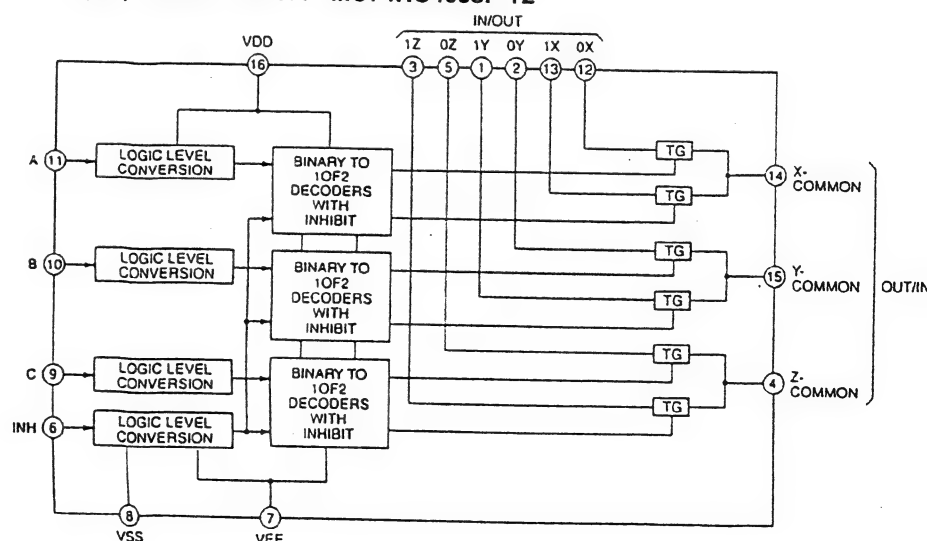 IN/OUT
VDD 1Z 0Z 1Y 0Y 1X 0X
16 3 5 1 2 13 12
A 11 LOGIC LEVEL CONVERSION
BINARY TO 1OF2 DECODERS WITH INHIBIT
TG
TG
14 X-COMMON
B 10 LOGIC LEVEL CONVERSION
BINARY TO 1OF2 DECODERS WITH INHIBIT
TG
TG
15 Y-COMMON
OUT/IN
C 9 LOGIC LEVEL CONVERSION
BINARY TO 1OF2 DECODERS WITH INHIBIT
TG
TG
4 Z-COMMON
INH 6 LOGIC LEVEL CONVERSION
8 7
VSS VEE